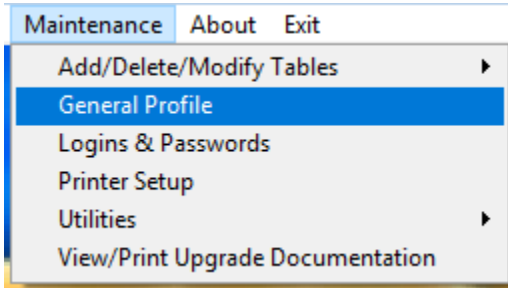 Maintenance About Exit
Add/Delete/Modify Tables
General Profile
Logins & Passwords
Printer Setup
Utilities
View/Print Upgrade Documentation